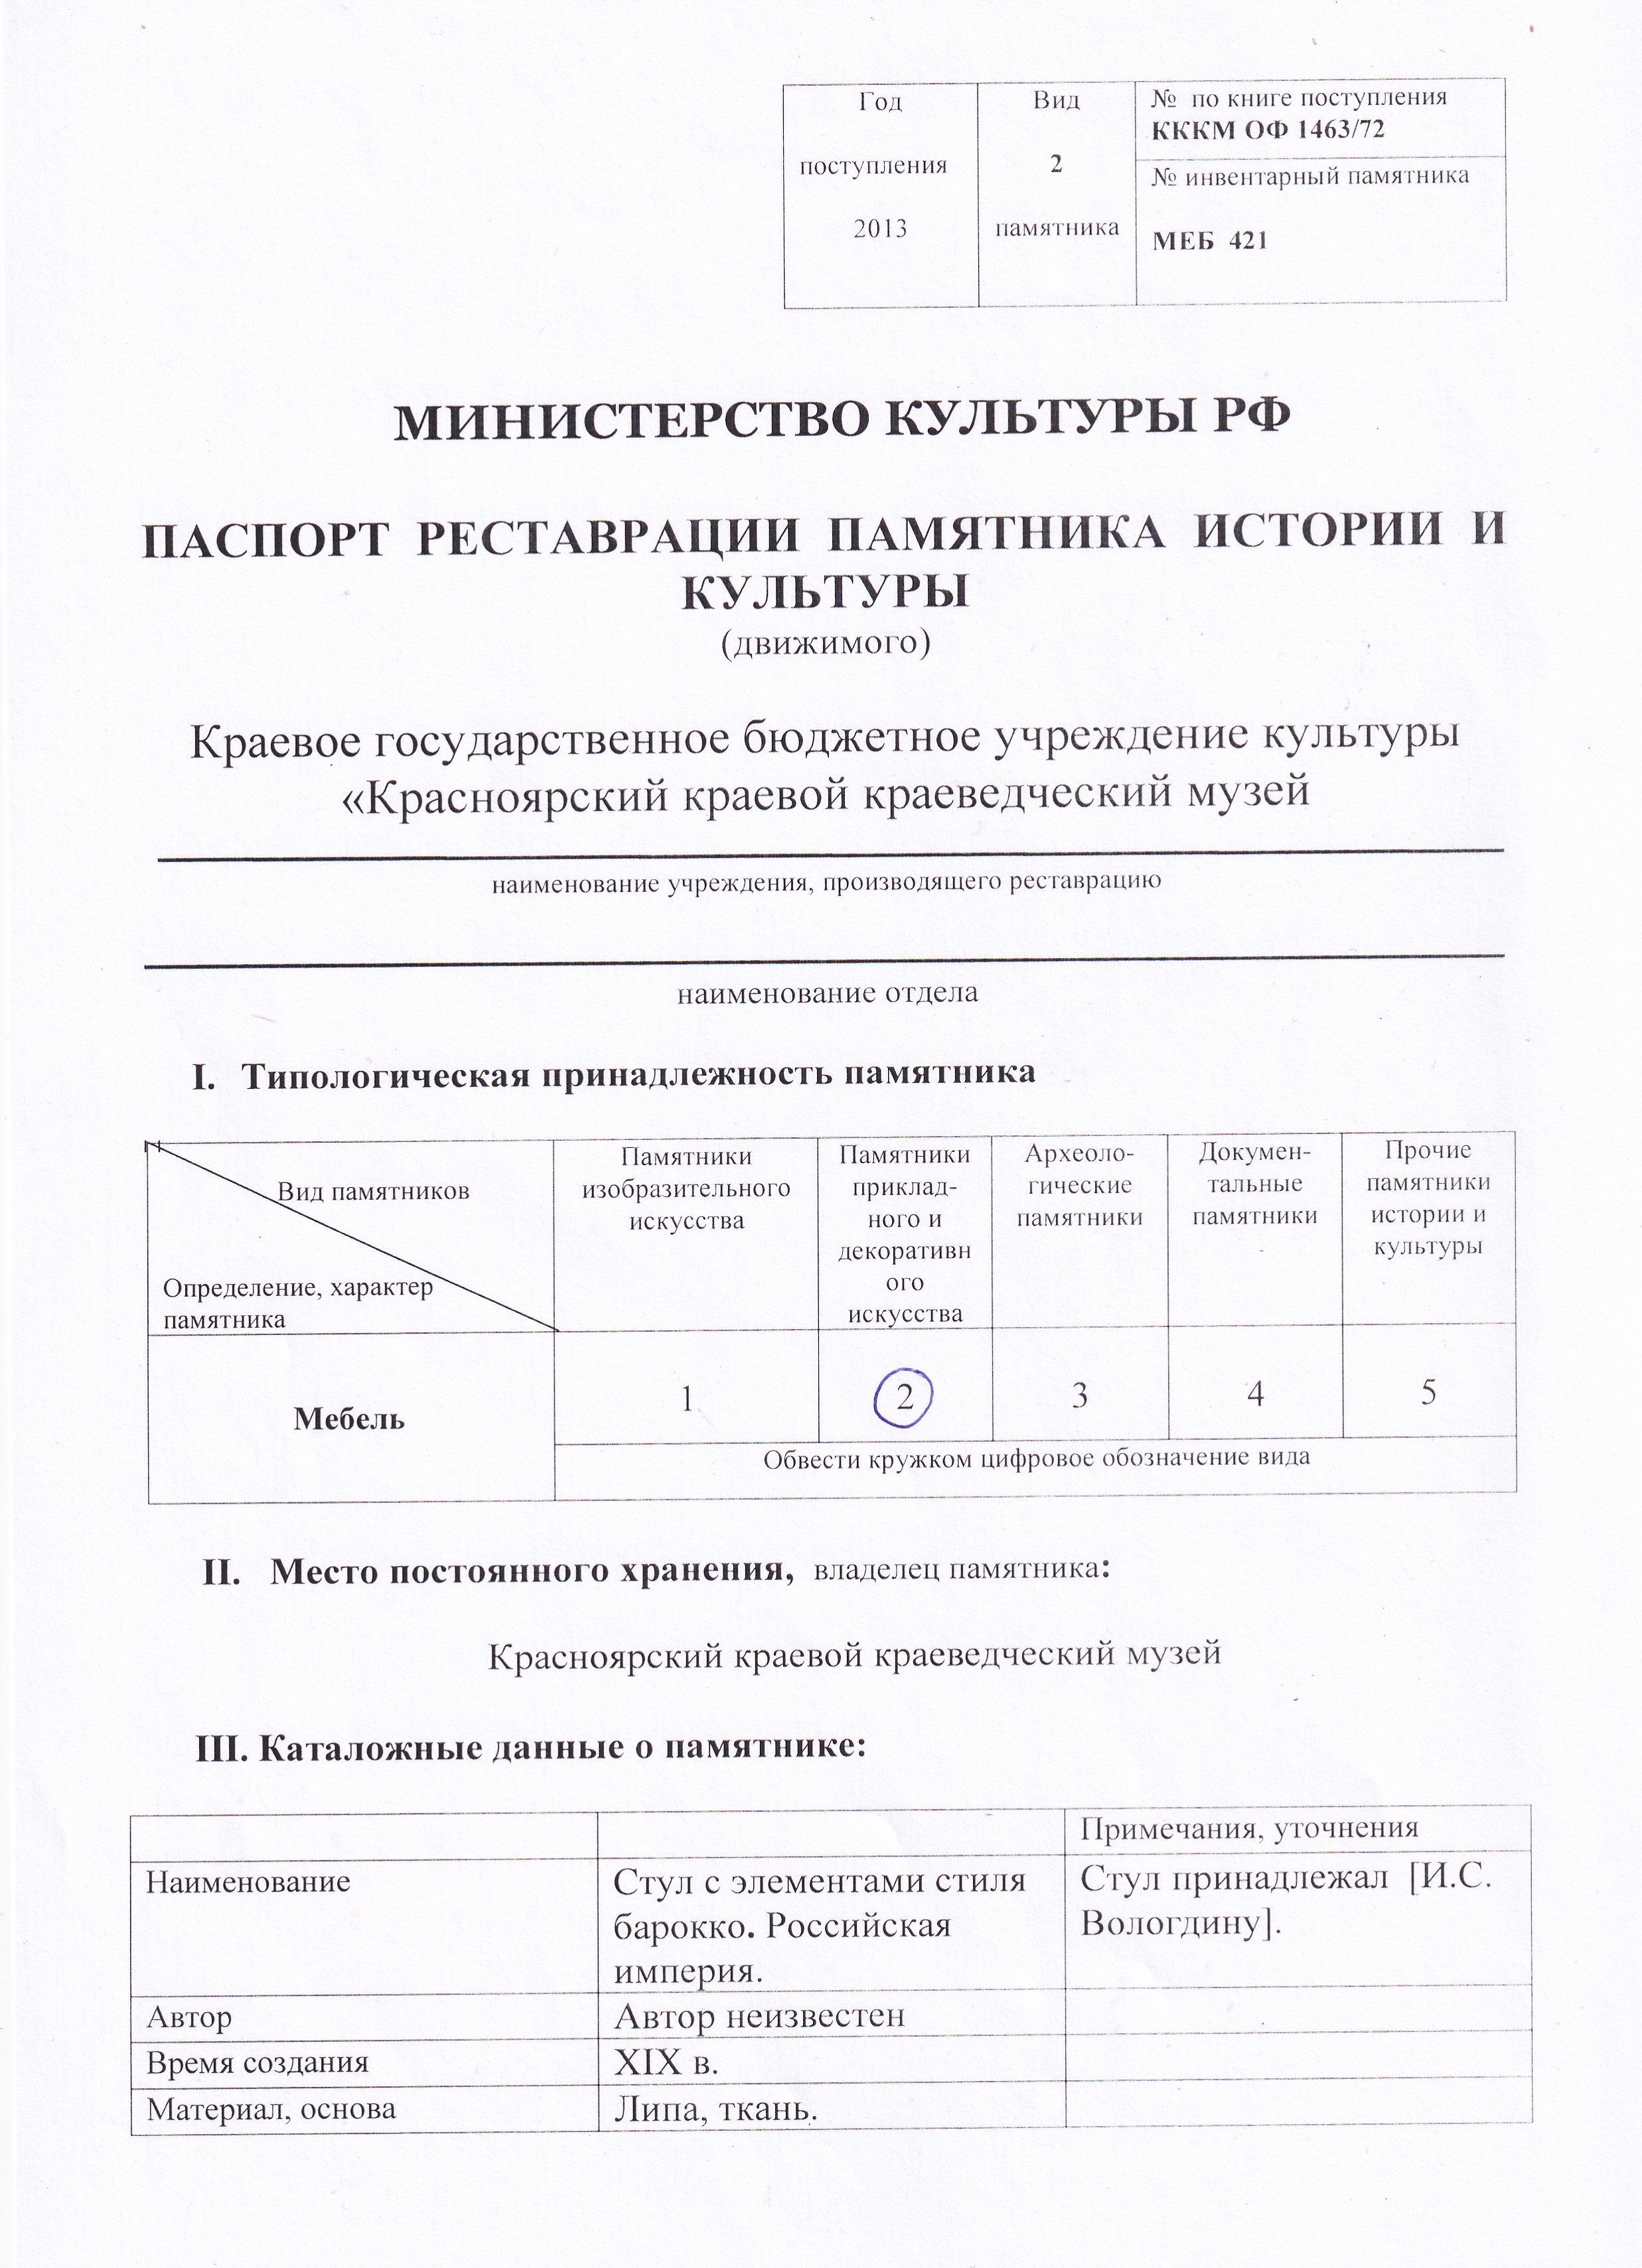 Год
поступления
2013
Вид
2
памятника
№ по книге поступления
КККМ ОФ 1463/72
№ инвентарный памятника
МЕБ 421
МИНИСТЕРСТВО КУЛЬТУРЫ РФ
ПАСПОРТ РЕСТАВРАЦИИ ПАМЯТНИКА ИСТОРИИ И
КУЛЬТУРЫ
(движимого)
Краевое государственное бюджетное учреждение культуры
«Красноярский краевой краеведческий музей
наименование учреждения, производящего реставрацию
наименование отдела
I. Типологическая принадлежность памятника
Вид памятников
Определение, характер
памятника
Памятники
изобразительного
искусства
Памятники
приклад-
ного и
декоративн
ого
искусства
Археоло-
гические
памятники
Докумен-
тальные
памятники
Прочие
памятники
истории и
культуры
Мебель
1
2
3
4
5
Обвести кружком цифровое обозначение вида
II. Место постоянного хранения, владелец памятника:
Красноярский краевой краеведческий музей
III. Каталожные данные о памятнике:
Примечания, уточнения
Наименование
Стул с элементами стиля
барокко. Российская
империя.
Стул принадлежал [И.С.
Вологдину].
Автор
Автор неизвестен
Время создания
XIX в.
Материал, основа
Липа, ткань.